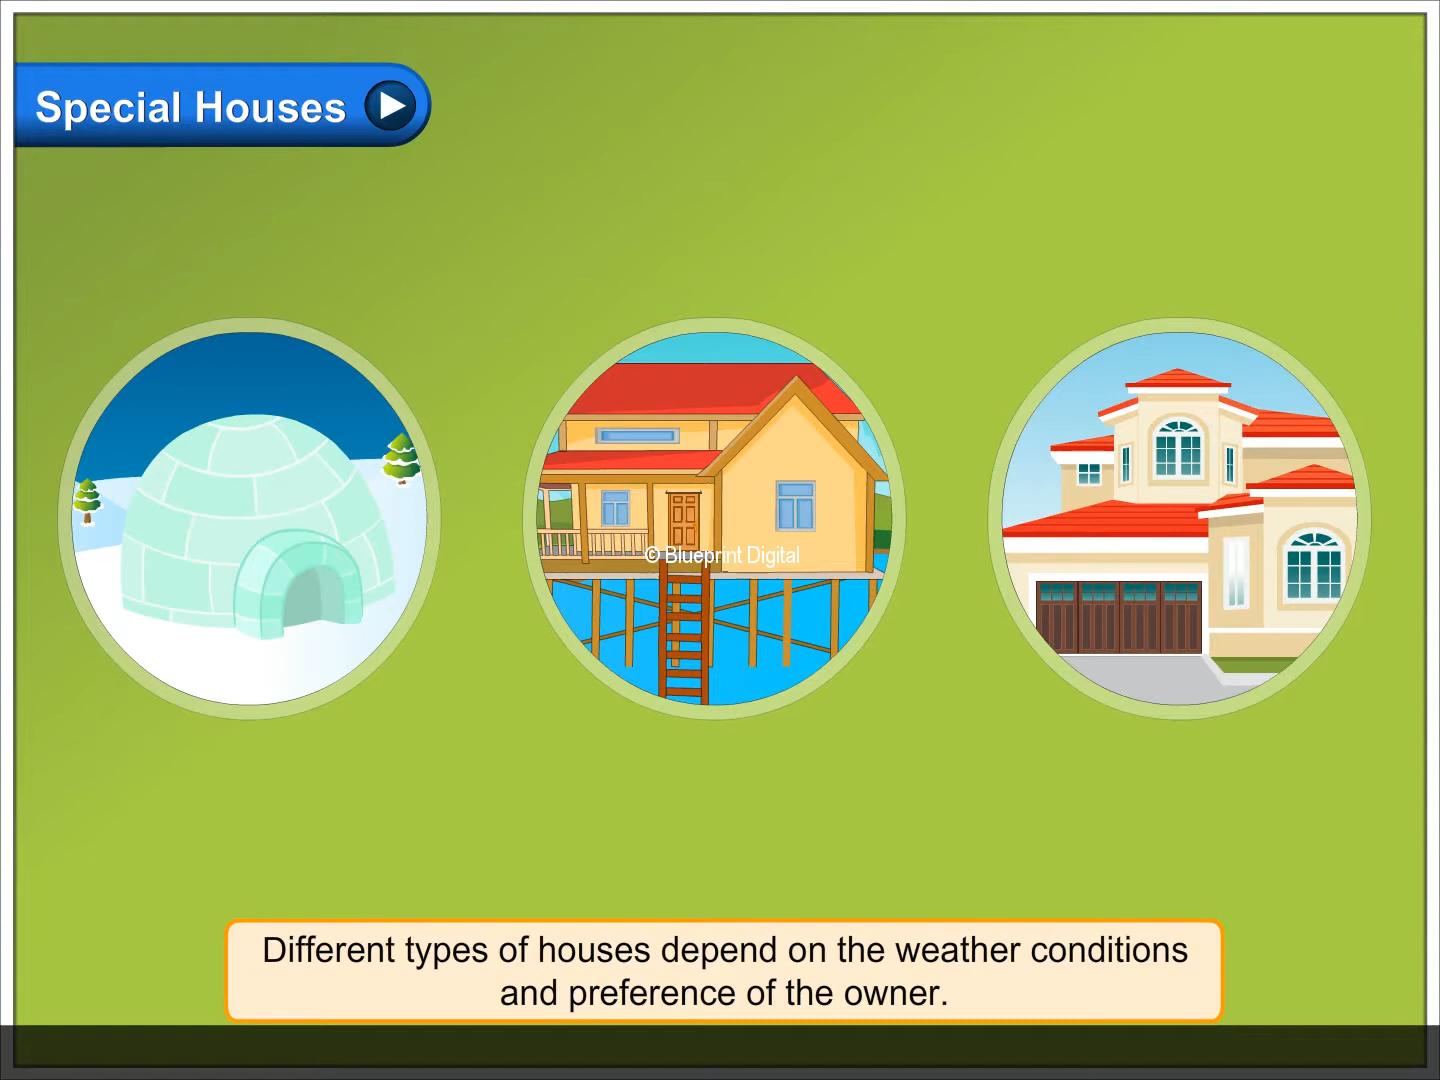 Special Houses
© Blueprint Digital
Different types of houses depend on the weather conditions
and preference of the owner.